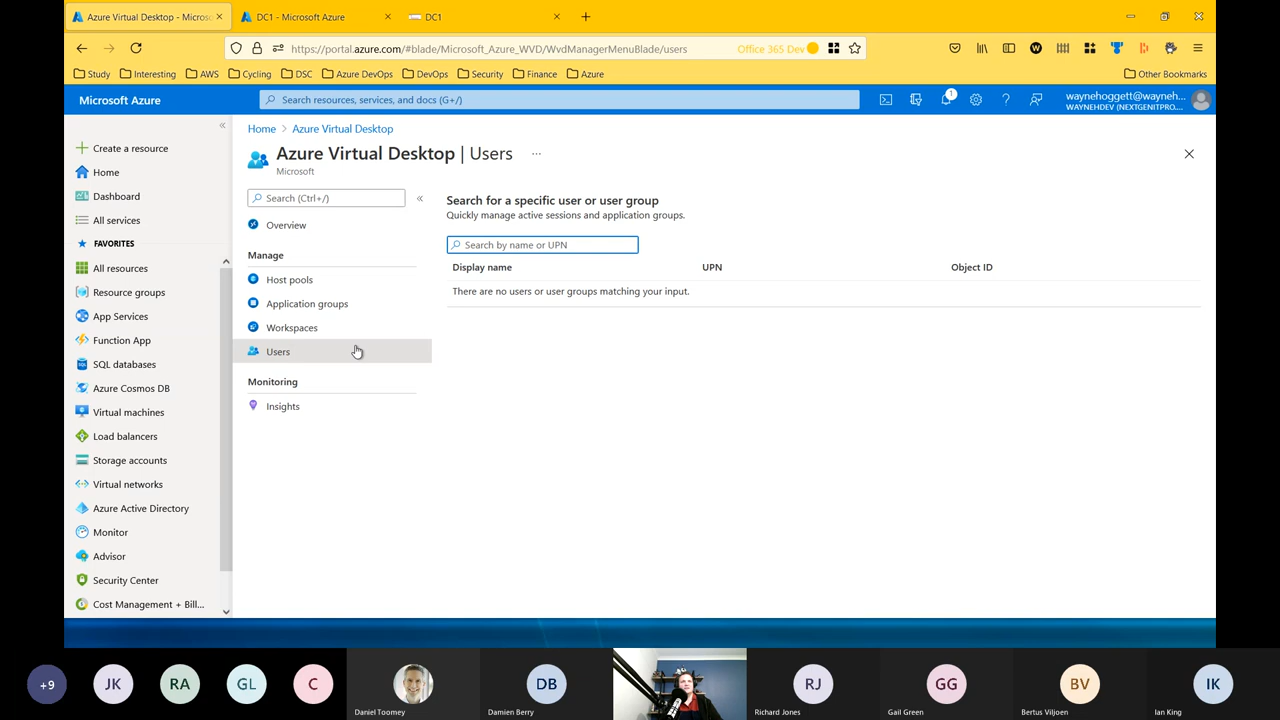 Azure Virtual Desktop - Microso
DC1 - Microsoft Azure
DC1
https://portal.azure.com/#blade/Microsoft_Azure_WVD/WvdManagerMenuBlade/users
Office 365 Dev
Study
Interesting
AWS
Cycling
DSC
Azure DevOps
DevOps
Security
Finance
Azure
Other Bookmarks
Microsoft Azure
Search resources, services, and docs (G+/)
1
waynehoggett@wayneh...
WAYNEHDEV (NEXTGENITPRO....
Create a resource
Home
Dashboard
All services
FAVORITES
All resources
Resource groups
App Services
Function App
SQL databases
Azure Cosmos DB
Virtual machines
Load balancers
Storage accounts
Virtual networks
Azure Active Directory
Monitor
Advisor
Security Center
Cost Management + Bill...
Home > Azure Virtual Desktop
Azure Virtual Desktop | Users
Microsoft
Search (Ctrl+/)
Overview
Manage
Host pools
Application groups
Workspaces
Users
Monitoring
Insights
Search for a specific user or user group
Quickly manage active sessions and application groups.
Search by name or UPN
Display name
UPN
Object ID
There are no users or user groups matching your input.
+9
JK
RA
GL
C
Daniel Toomey
DB
Damien Berry
RJ
Richard Jones
GG
Gail Green
BV
Bertus Viljoen
IK
Ian King